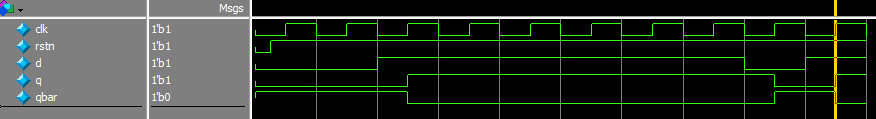 Msgs
clk 1'b1
rstn 1'b1
d 1'b1
q 1'b1
qbar 1'b0